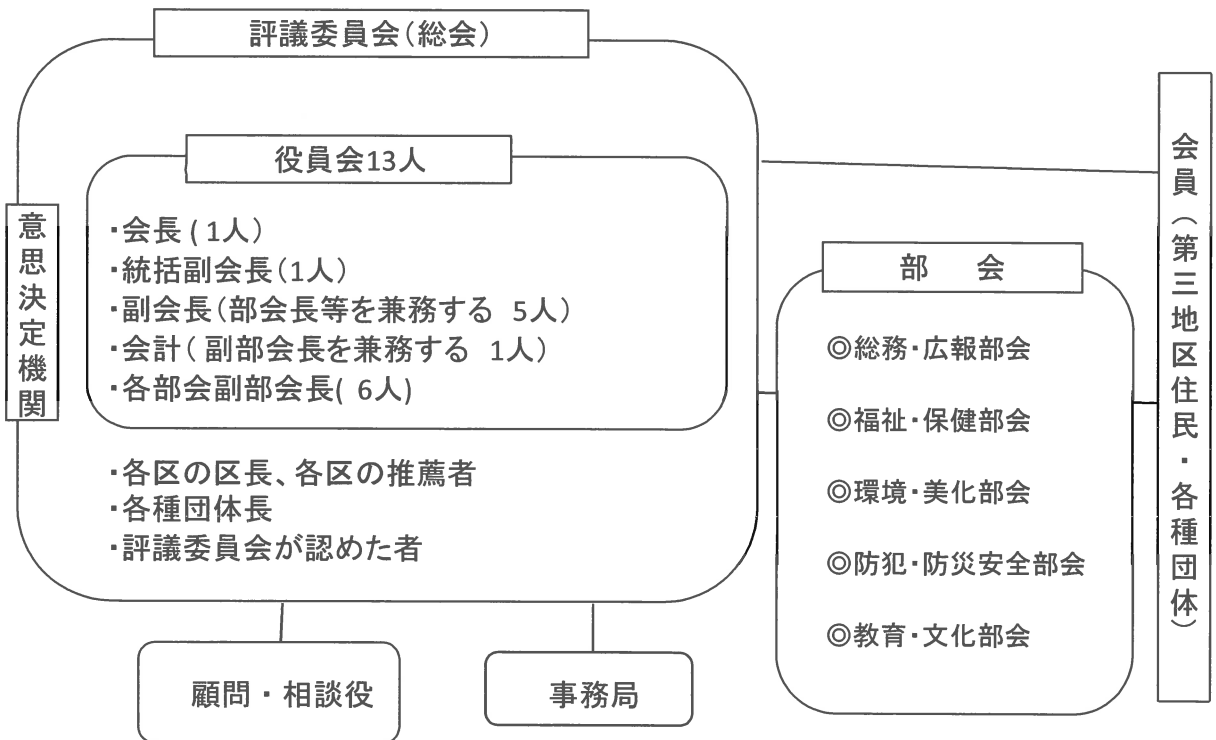 評議委員会(総会)
役員会13人
・会長 ( 1人)
・統括副会長(1人)
・副会長(部会長等を兼務する 5人)
・会計( 副部会長を兼務する 1人)
・各部会副部会長( 6人)
意思決定機関
・各区の区長、各区の推薦者
・各種団体長
・評議委員会が認めた者
顧問・相談役
事務局
部 会
◎総務・広報部会
◎福祉・保健部会
◎環境・美化部会
◎防犯・防災安全部会
◎教育・文化部会
会員(第三地区住民・各種団体)